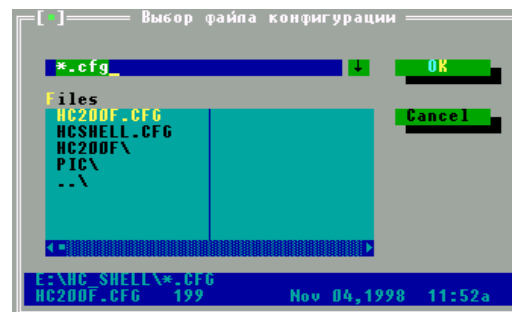 [■] Выбор файла конфигурации
*.cfg_ ↓ OK
Files
HC200F.CFG Cancel
HCSHELL.CFG
HC200F\
PIC\
..\
E:\HC_SHELL\*.CFG
HC200F.CFG 199 Nov 04,1998 11:52a